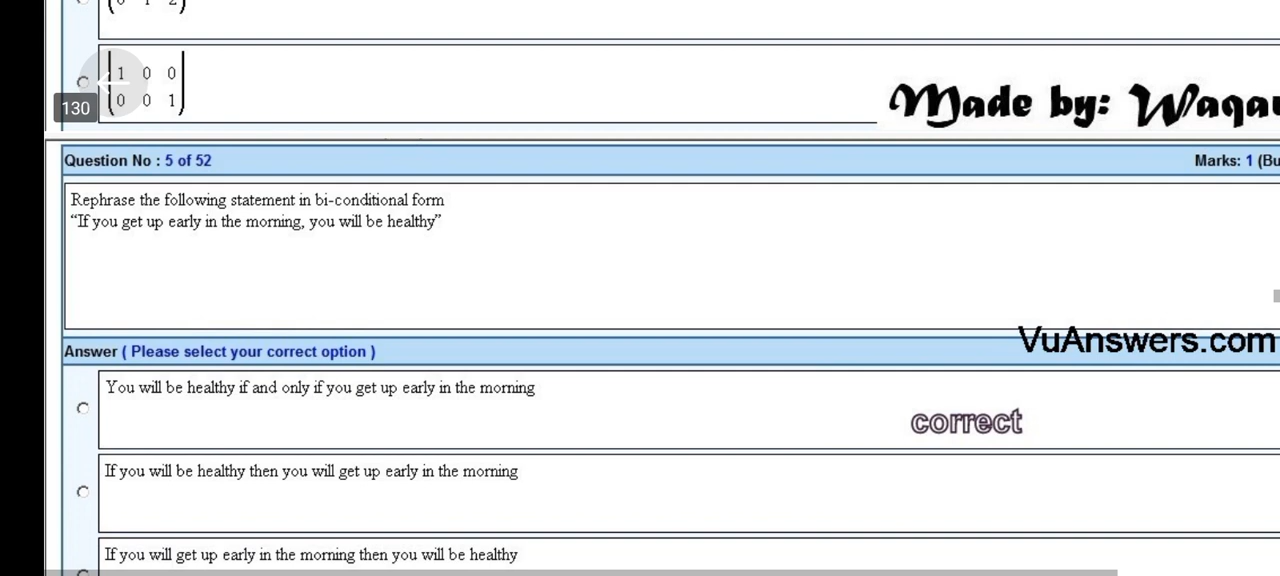 1 0 0
130
0 0 1
Made by:
Question No : 5 of 52
Marks: 1
Rephrase the following statement in bi-conditional form
“If you get up early in the morning, you will be healthy”
VuAnswers.com
Answer ( Please select your correct option )
You will be healthy if and only if you get up early in the morning
correct
If you will be healthy then you will get up early in the morning
If you will get up early in the morning then you will be healthy